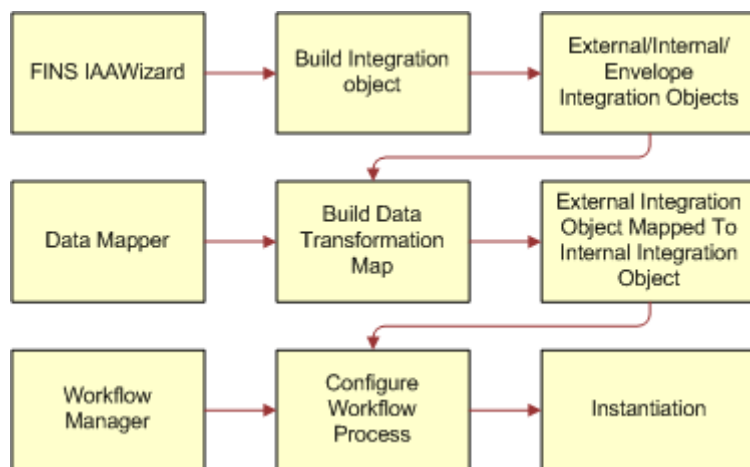 FINS IAAWizard
Build Integration
object
External/Internal/
Envelope
Integration Objects
Data Mapper
Build Data
Transformation
Map
External Integration
Object Mapped To
Internal Integration
Object
Workflow
Manager
Configure
Workflow
Process
Instantiation